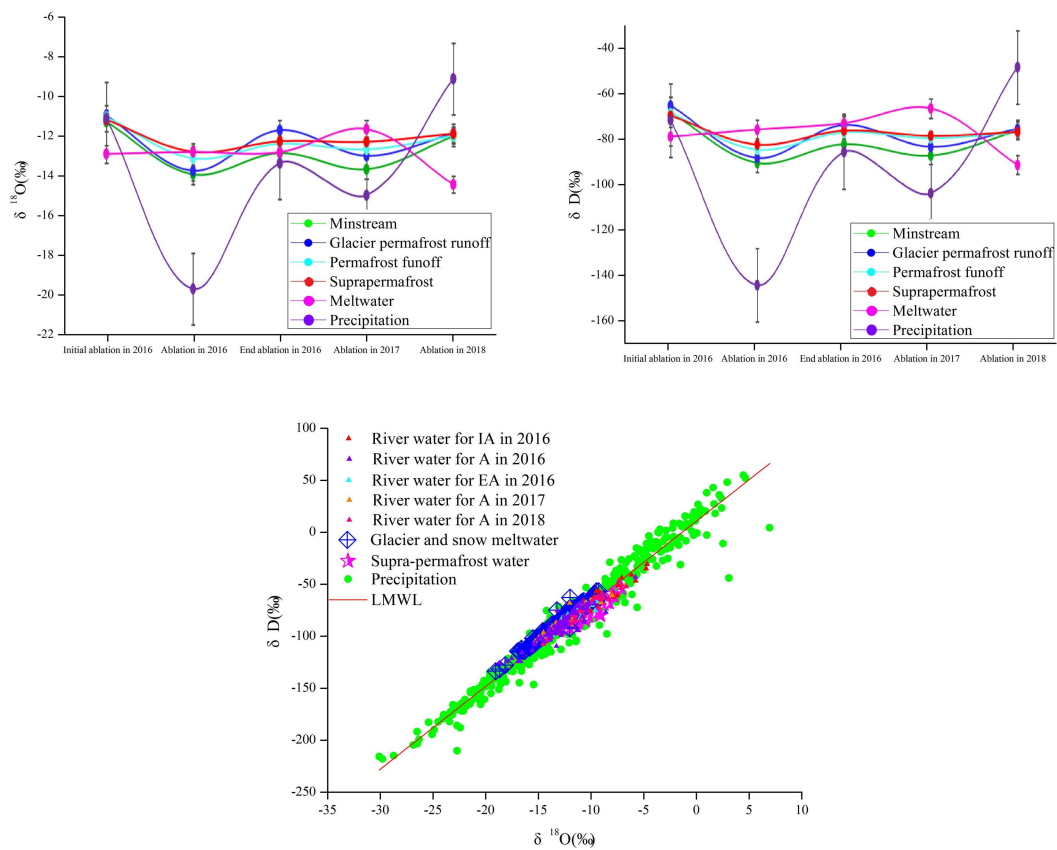 -6
-8
-10
-12
-14
-16
-18
-20
-22
δ 18O(‰)
Minstream
Glacier permafrost runoff
Permafrost funoff
Suprapermafrost
Meltwater
Precipitation
Initial ablation in 2016 Ablation in 2016 End ablation in 2016 Ablation in 2017 Ablation in 2018
-40
-60
-80
-100
-120
-140
-160
δ D(‰)
Minstream
Glacier permafrost runoff
Permafrost funoff
Suprapermafrost
Meltwater
Precipitation
Initial ablation in 2016 Ablation in 2016 End ablation in 2016 Ablation in 2017 Ablation in 2018
100
50
0
-50
-100
-150
-200
-250
δ D(‰)
River water for IA in 2016
River water for A in 2016
River water for EA in 2016
River water for A in 2017
River water for A in 2018
Glacier and snow meltwater
Supra-permafrost water
Precipitation
LMWL
-35 -30 -25 -20 -15 -10 -5 0 5 10
δ 18O(‰)